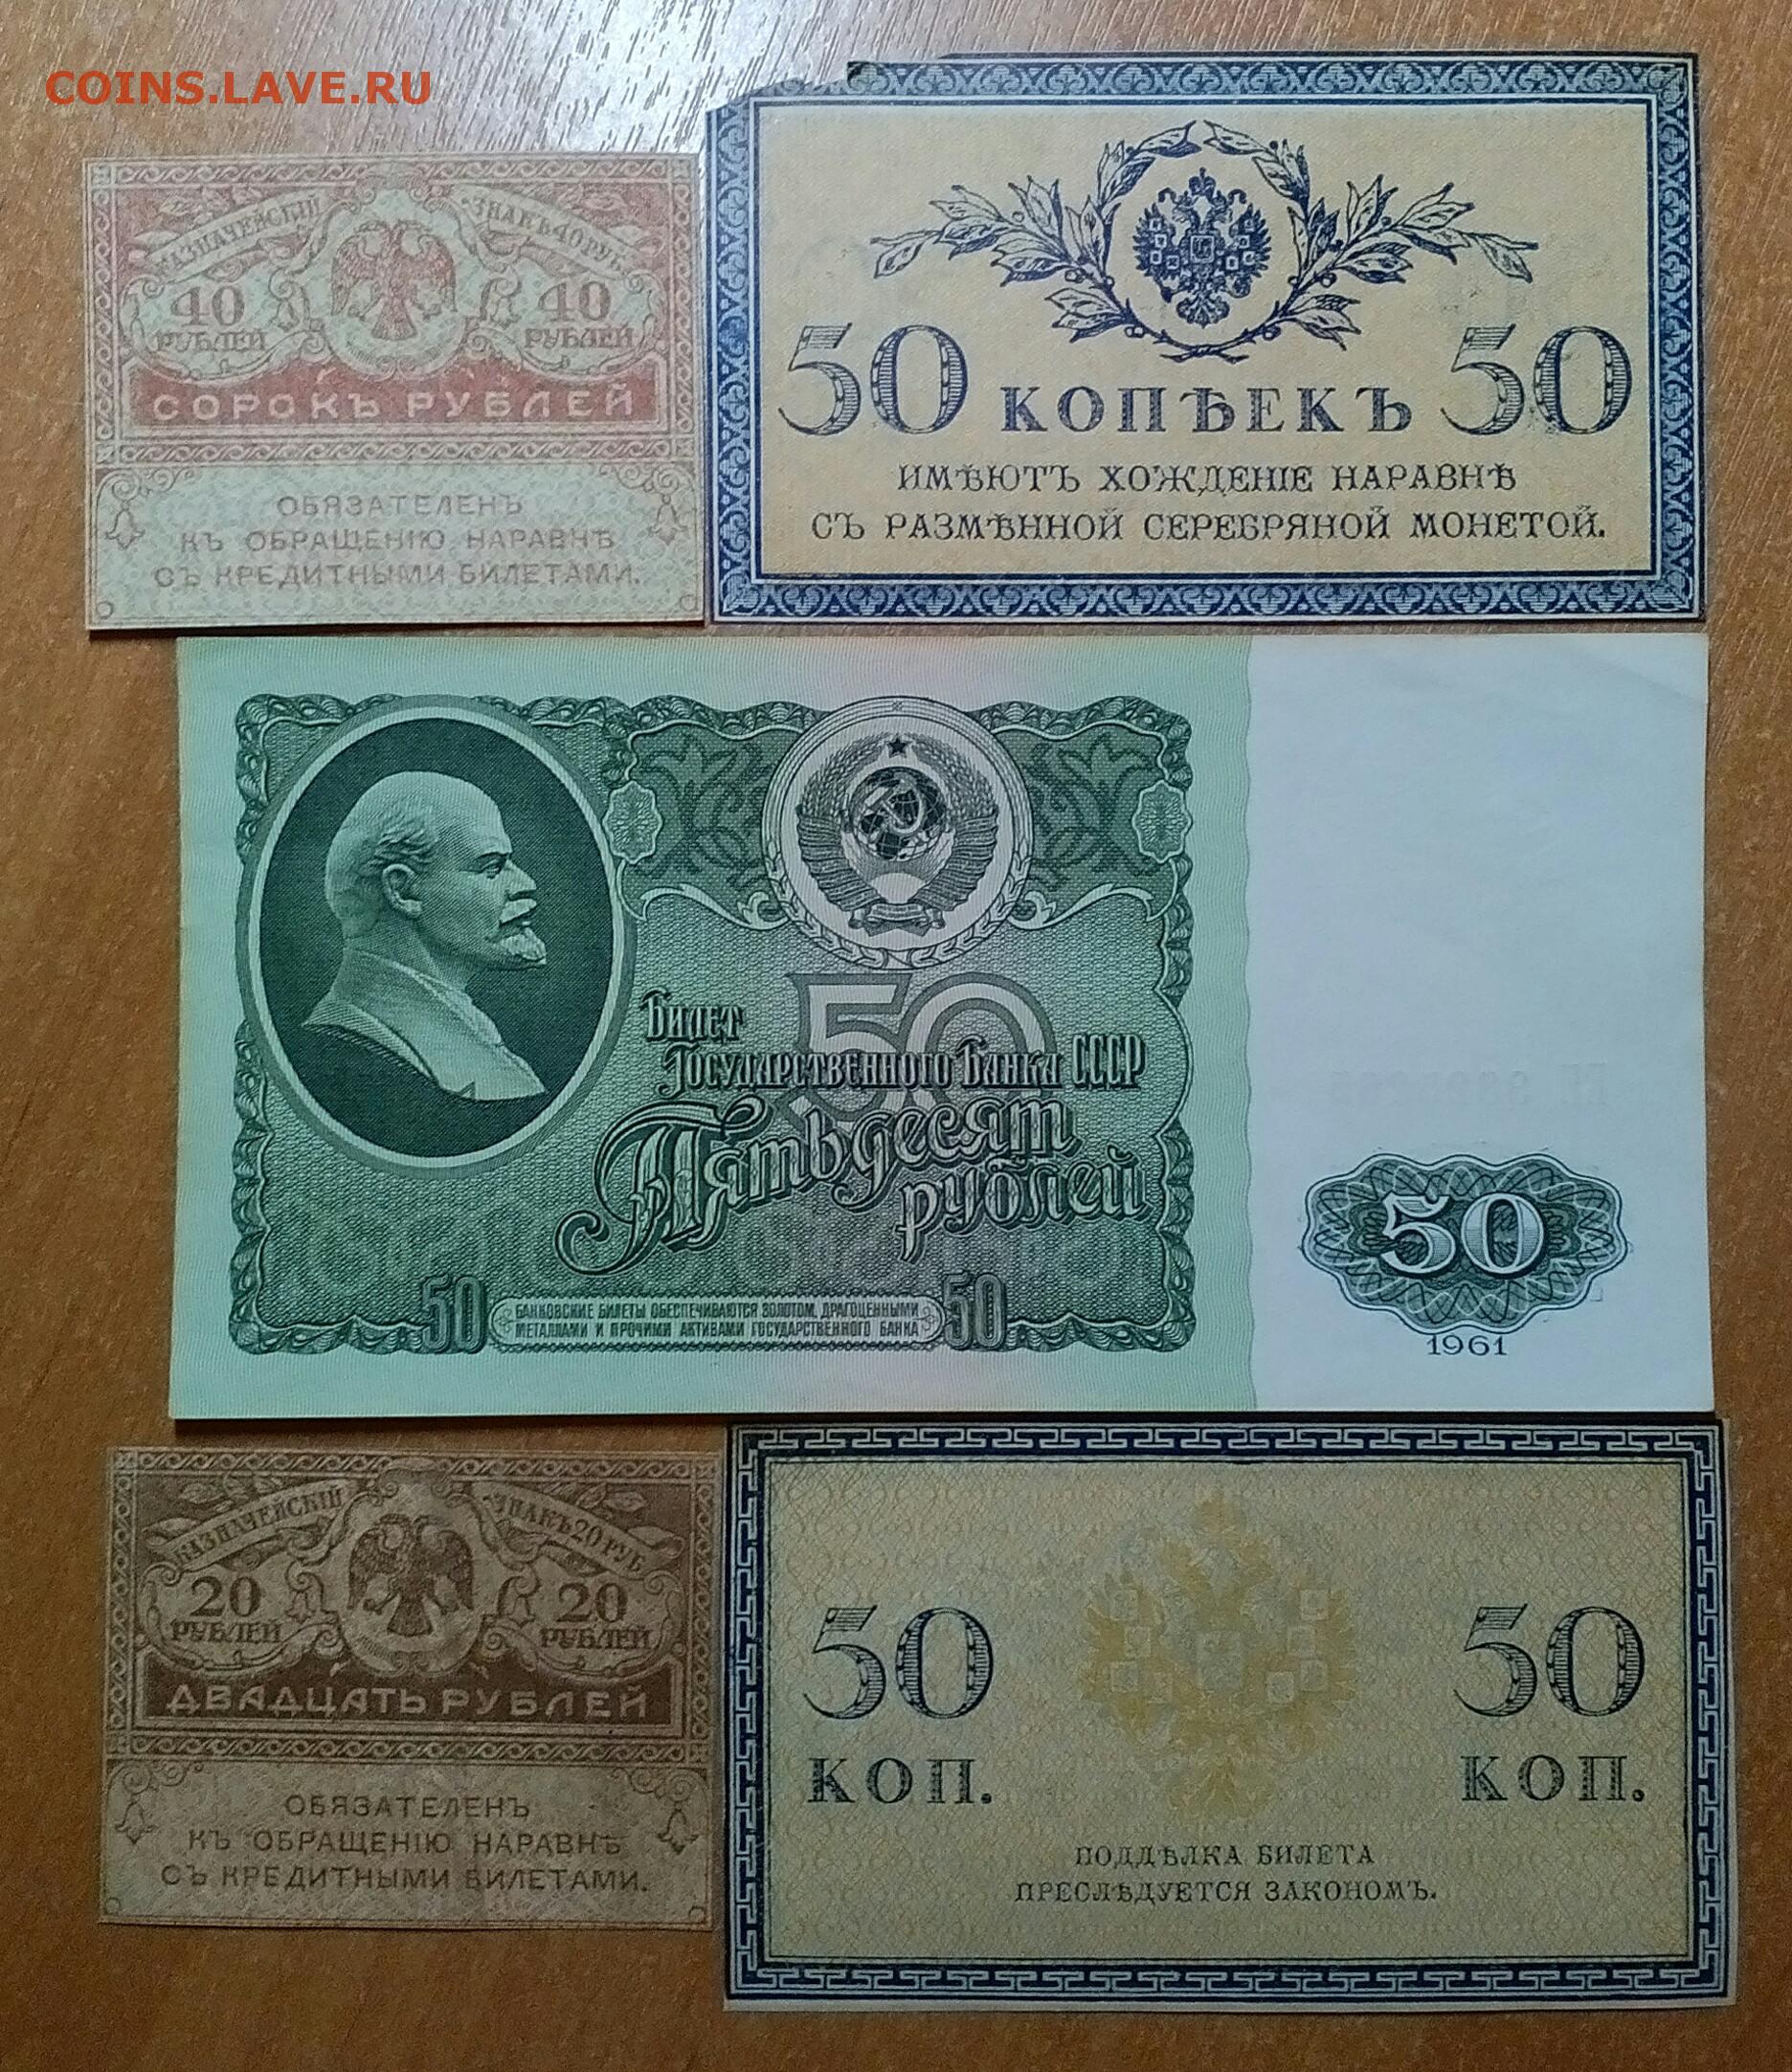 COINS.LAVE.RU
КАЗНАЧЕЙСКІЙ ЗНАКЪ 40 РУБ.
40 40
РУБЛЕЙ РУБЛЕЙ
СОРОКЪ РУБЛЕЙ
ОБЯЗАТЕЛЕНЪ
КЪ ОБРАЩЕНІЮ НАРАВНѢ
СЪ КРЕДИТНЫМИ БИЛЕТАМИ.
50 КОПѢЕКЪ 50
ИМѢЮТЪ ХОЖДЕНІЕ НАРАВНѢ
СЪ РАЗМѢННОЙ СЕРЕБРЯНОЙ МОНЕТОЙ.
50
Билет
Государственного Банка СССР
Пятьдесят
рублей
50 БАНКОВСКИЕ БИЛЕТЫ ОБЕСПЕЧИВАЮТСЯ ЗОЛОТОМ, ДРАГОЦЕННЫМИ 50
МЕТАЛЛАМИ И ПРОЧИМИ АКТИВАМИ ГОСУДАРСТВЕННОГО БАНКА
50
1961
КАЗНАЧЕЙСКІЙ ЗНАКЪ 20 РУБ.
20 20
РУБЛЕЙ РУБЛЕЙ
ДВАДЦАТЬ РУБЛЕЙ
ОБЯЗАТЕЛЕНЪ
КЪ ОБРАЩЕНІЮ НАРАВНѢ
СЪ КРЕДИТНЫМИ БИЛЕТАМИ.
50 50
КОП. КОП.
ПОДДѢЛКА БИЛЕТА
ПРЕСЛѢДУЕТСЯ ЗАКОНОМЪ.